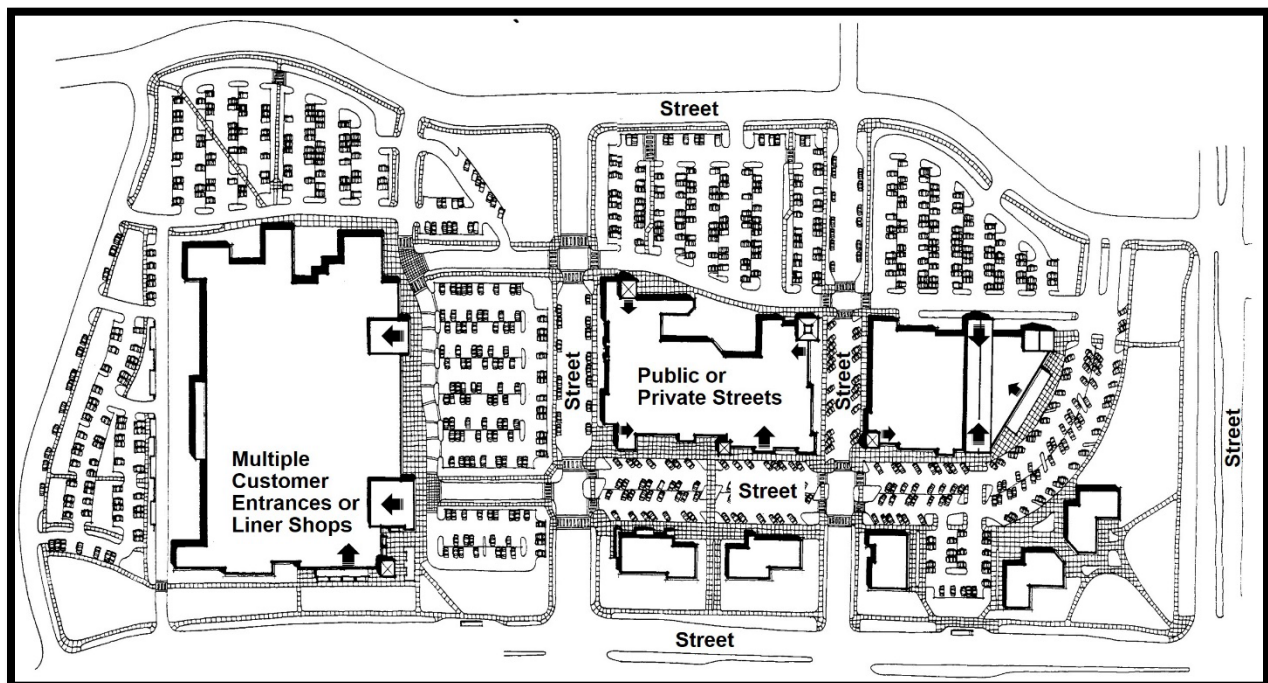 Street
Street
Public or
Private Streets
Street
Street
Multiple
Customer
Entrances or
Liner Shops
Street
Street